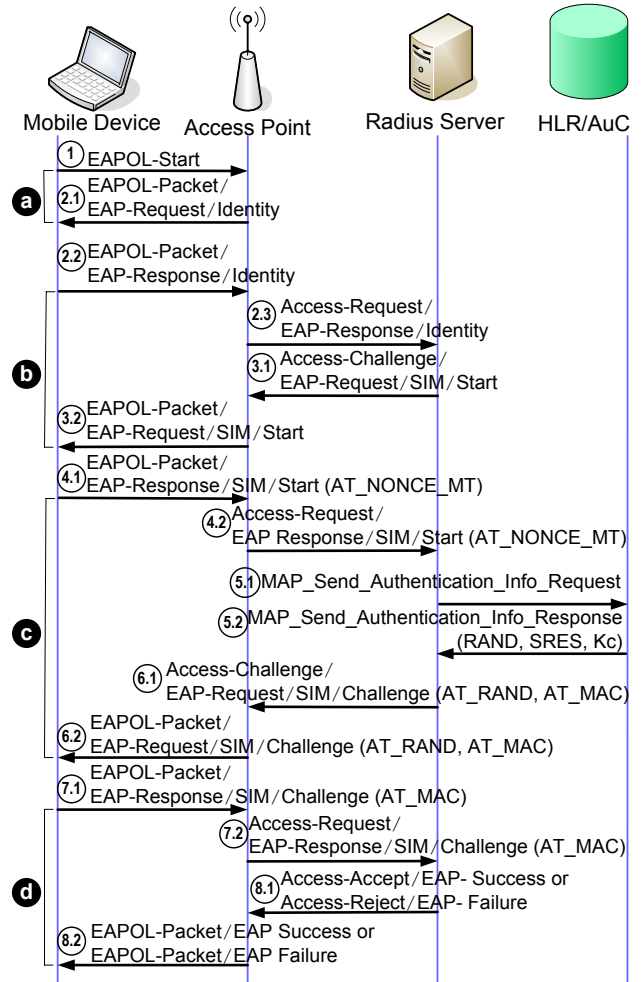 Mobile Device
Access Point
Radius Server
HLR/AuC
1
EAPOL-Start
a
2.1
EAPOL-Packet/
EAP-Request/Identity
2.2
EAPOL-Packet/
EAP-Response/Identity
b
2.3
Access-Request/
EAP-Response/Identity
3.1
Access-Challenge/
EAP-Request/SIM/Start
3.2
EAPOL-Packet/
EAP-Request/SIM/Start
4.1
EAPOL-Packet/
EAP-Response/SIM/Start (AT_NONCE_MT)
4.2
Access-Request/
EAP Response/SIM/Start (AT_NONCE_MT)
c
5.1
MAP_Send_Authentication_Info_Request
5.2
MAP_Send_Authentication_Info_Response
(RAND, SRES, Kc)
6.1
Access-Challenge/
EAP-Request/SIM/Challenge (AT_RAND, AT_MAC)
6.2
EAPOL-Packet/
EAP-Request/SIM/Challenge (AT_RAND, AT_MAC)
7.1
EAPOL-Packet/
EAP-Response/SIM/Challenge (AT_MAC)
7.2
Access-Request/
EAP-Response/SIM/Challenge (AT_MAC)
d
8.1
Access-Accept/EAP- Success or
Access-Reject/EAP- Failure
8.2
EAPOL-Packet/EAP Success or
EAPOL-Packet/EAP Failure